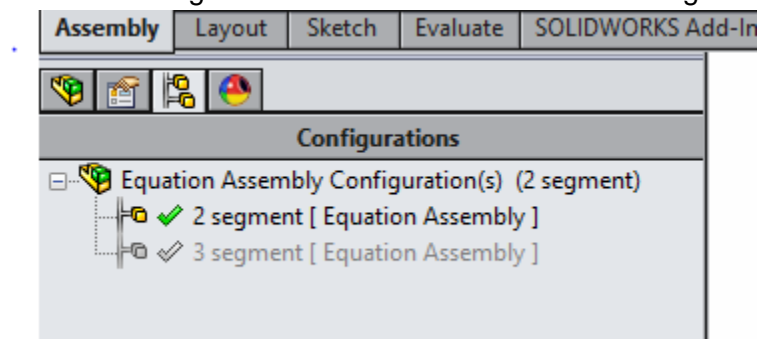 Assembly Layout Sketch Evaluate SOLIDWORKS Add-In
Configurations
Equation Assembly Configuration(s) (2 segment)
2 segment [ Equation Assembly ]
3 segment [ Equation Assembly ]